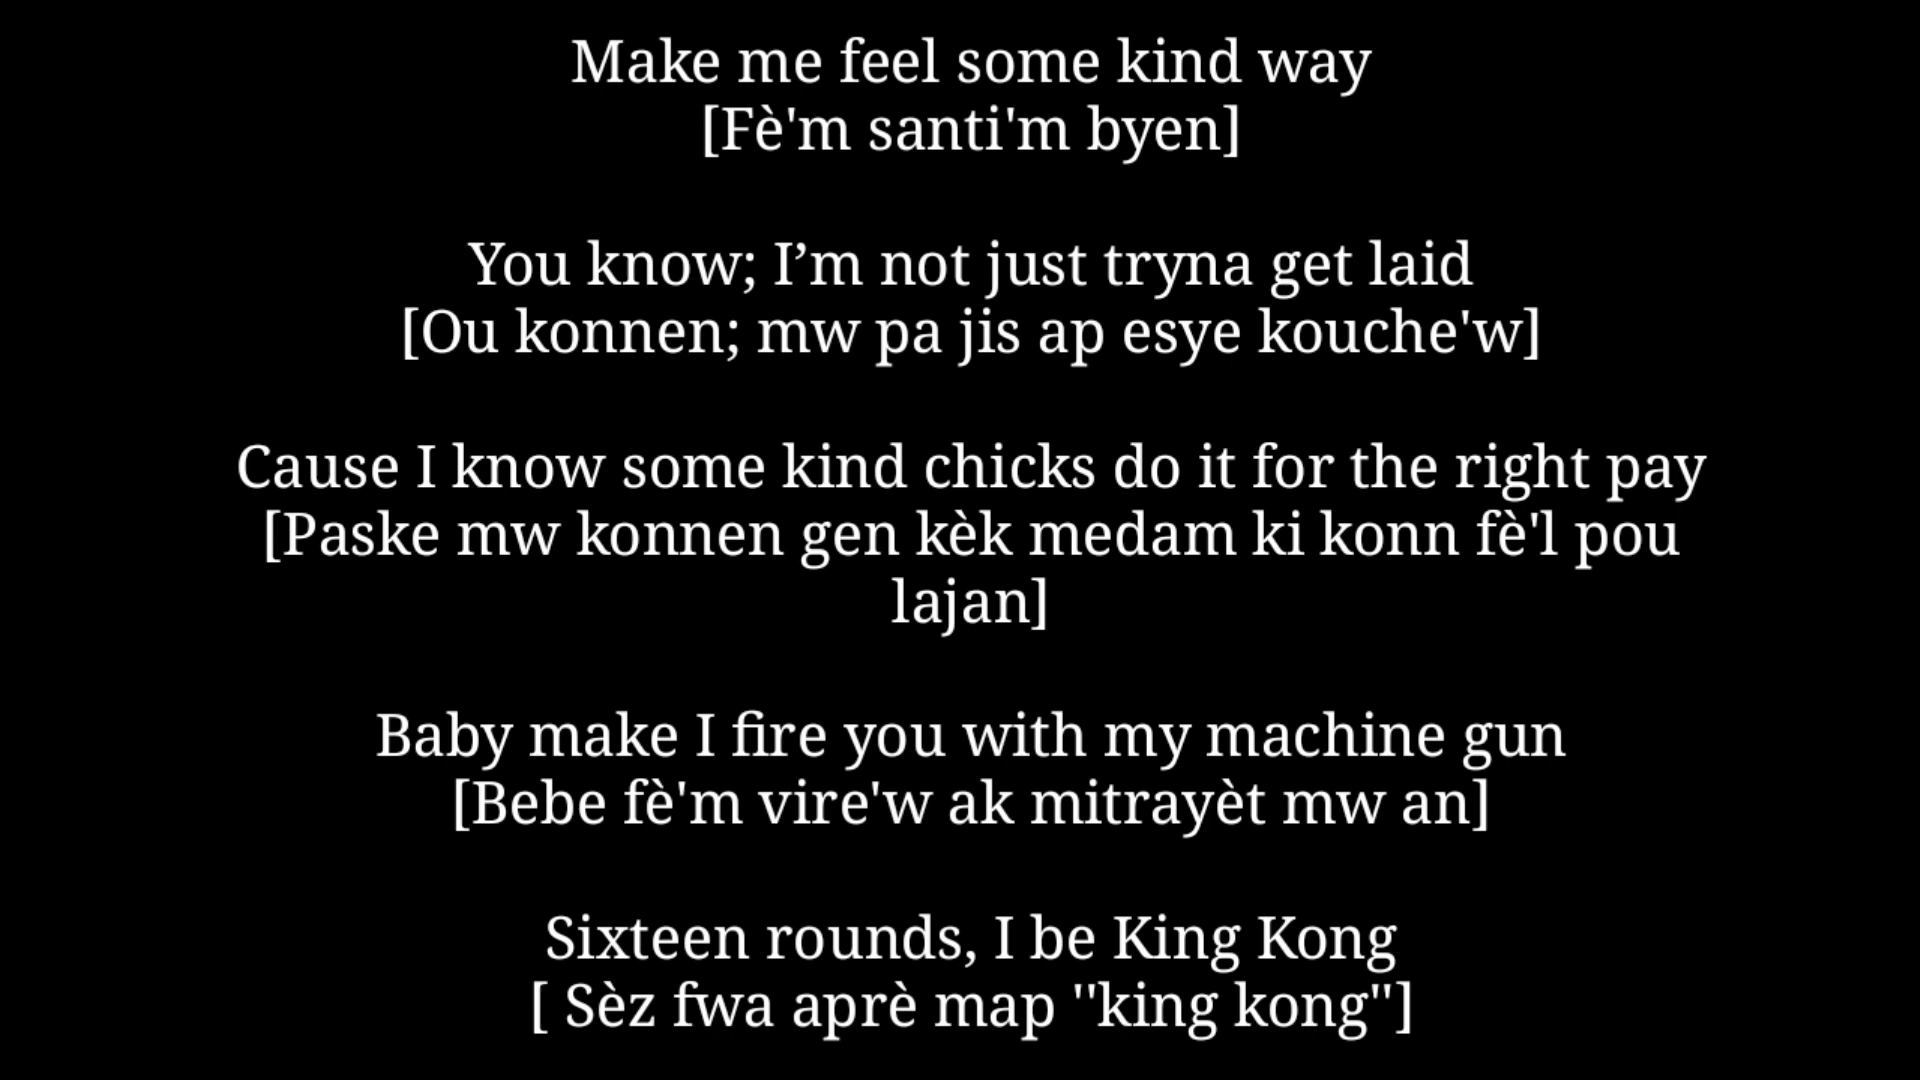 Make me feel some kind way
[Fè'm santi'm byen]
You know; I’m not just tryna get laid
[Ou konnen; mw pa jis ap esye kouche'w]
Cause I know some kind chicks do it for the right pay
[Paske mw konnen gen kèk medam ki konn fè'l pou
lajan]
Baby make I fire you with my machine gun
[Bebe fè'm vire'w ak mitrayèt mw an]
Sixteen rounds, I be King Kong
[ Sèz fwa aprè map "king kong"]